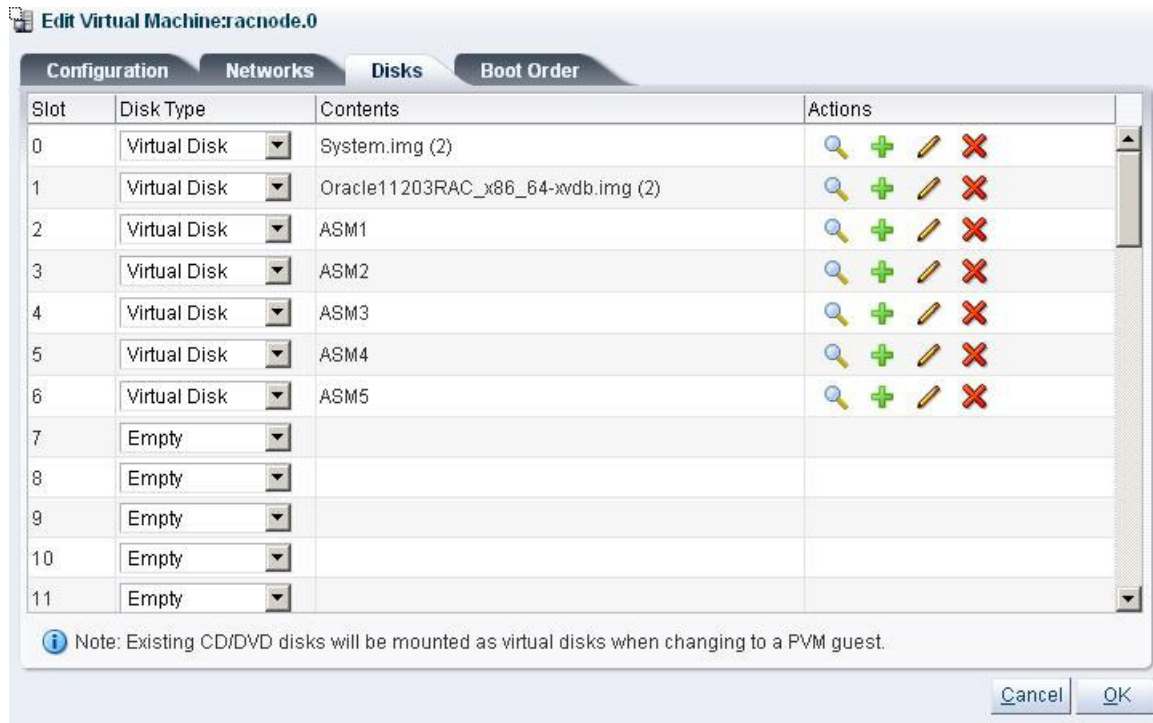 Edit Virtual Machine:racnode.0
Configuration Networks Disks Boot Order
Slot Disk Type Contents Actions
0 Virtual Disk System.img (2)
1 Virtual Disk Oracle11203RAC_x86_64-xvdb.img (2)
2 Virtual Disk ASM1
3 Virtual Disk ASM2
4 Virtual Disk ASM3
5 Virtual Disk ASM4
6 Virtual Disk ASM5
7 Empty
8 Empty
9 Empty
10 Empty
11 Empty
Note: Existing CD/DVD disks will be mounted as virtual disks when changing to a PVM guest.
Cancel OK